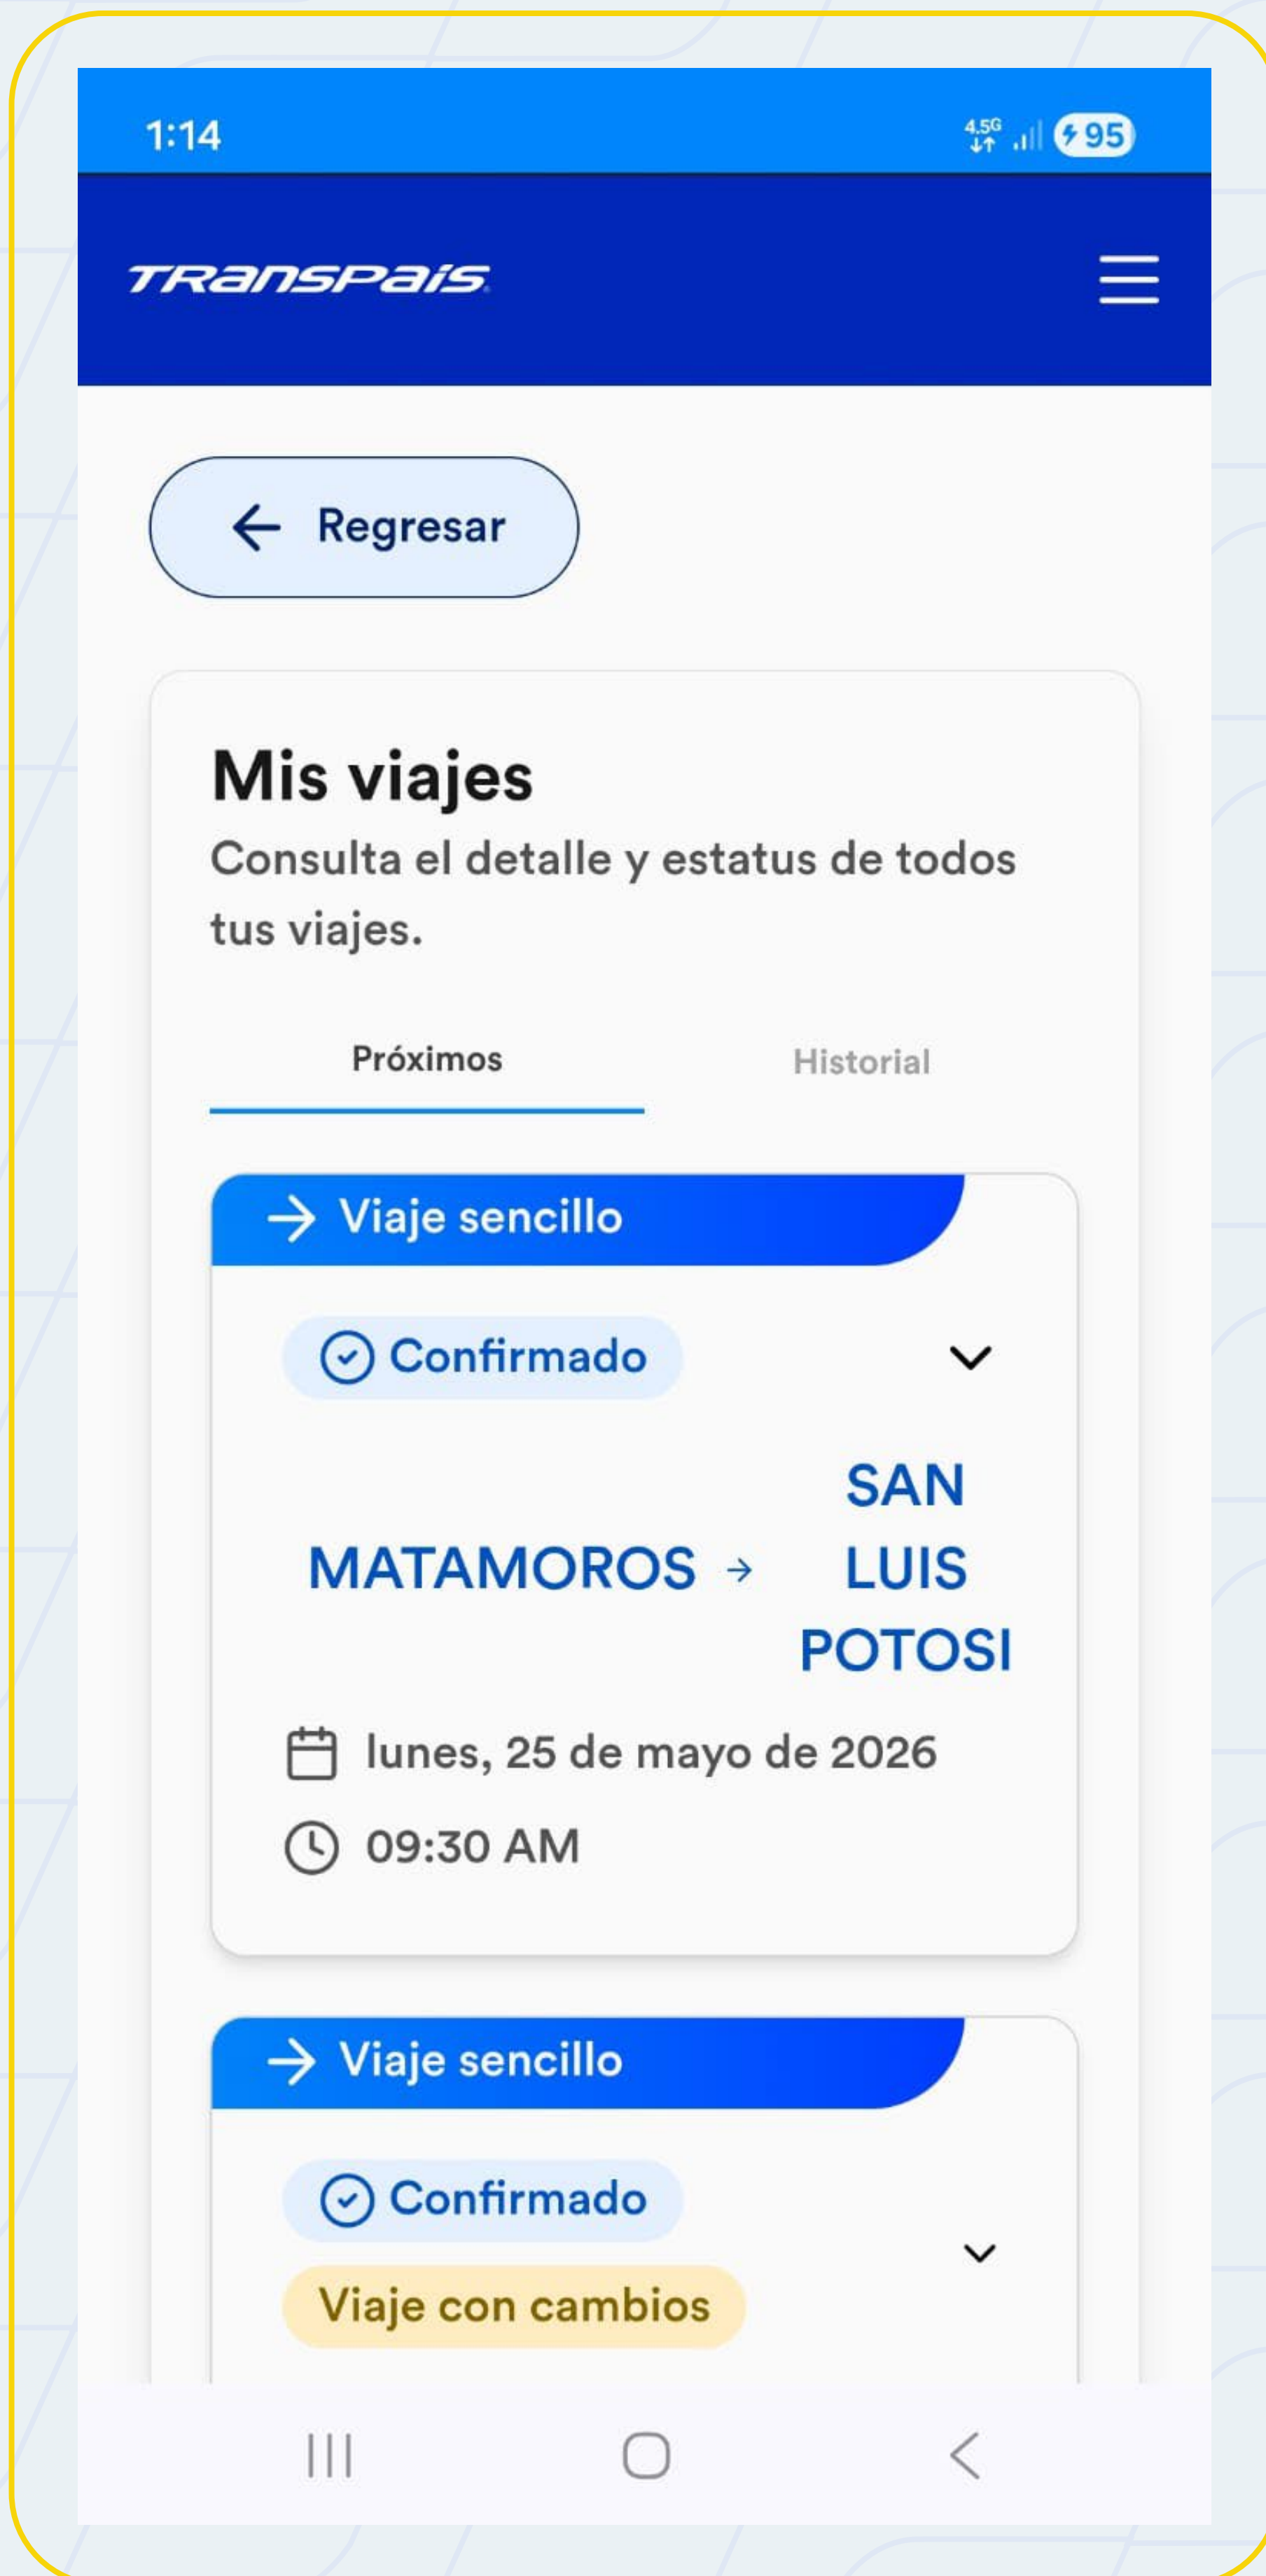 1:14
4.5G
95
TRANSPAÍS
Regresar
Mis viajes
Consulta el detalle y estatus de todos
tus viajes.
Próximos
Historial
Viaje sencillo
Confirmado
MATAMOROS → SAN
LUIS
POTOSI
lunes, 25 de mayo de 2026
09:30 AM
Viaje sencillo
Confirmado
Viaje con cambios